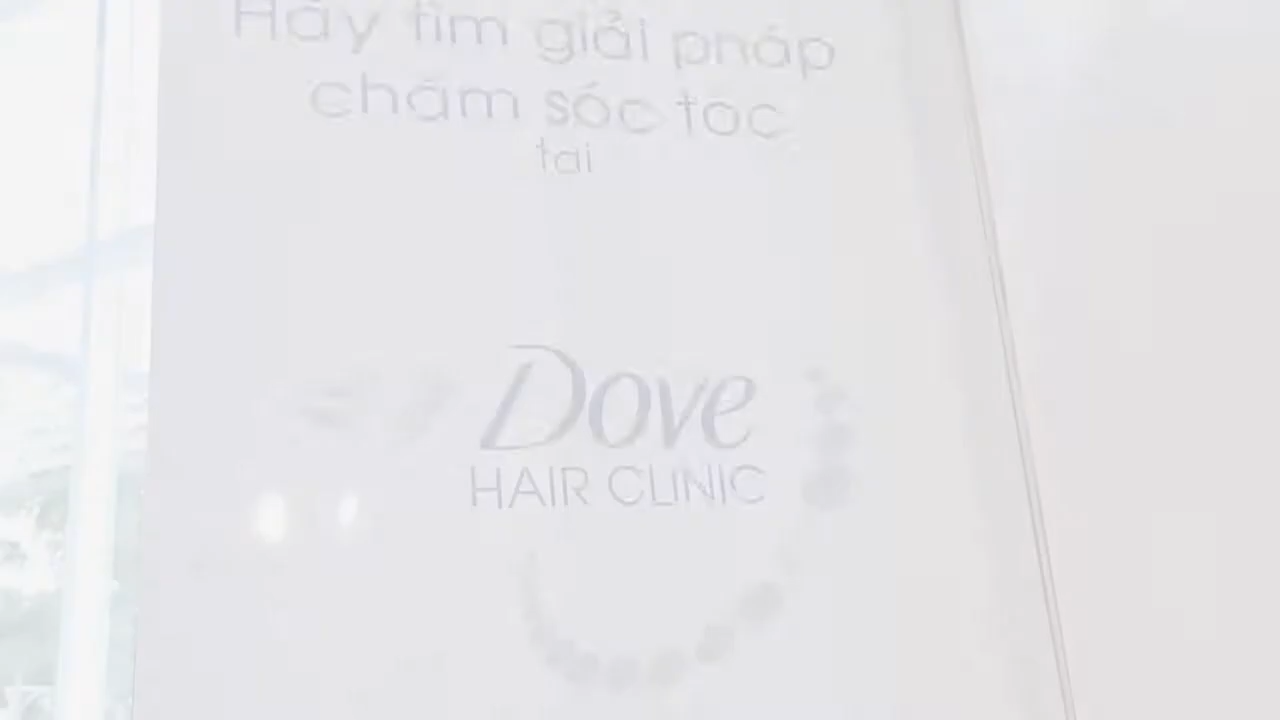 Hãy tìm giải pháp
chăm sóc tóc
tại
Dove
HAIR CLINIC